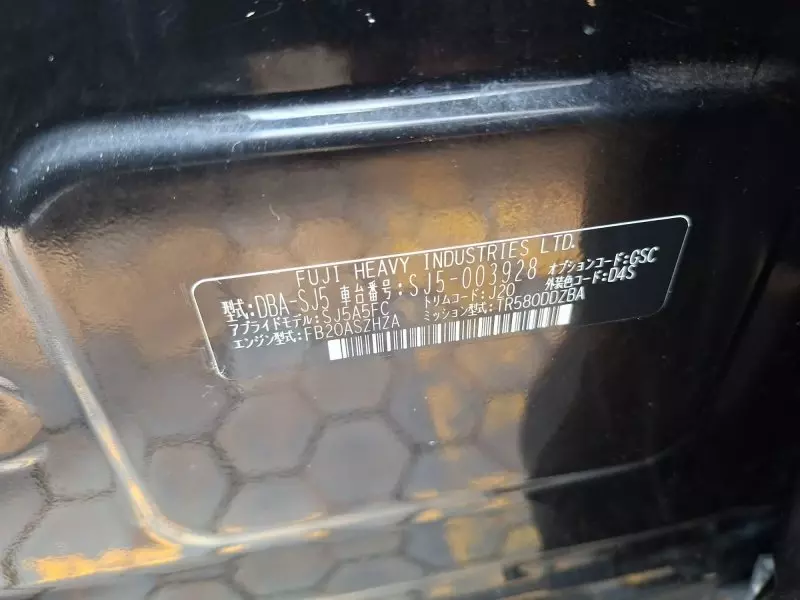 FUJI HEAVY INDUSTRIES LTD.
型式:DBA-SJ5 車台番号:SJ5-003928 オプションコード:GSC
アプライドモデル:SJ5A5FC トリムコード:J20 外装色コード:D4S
エンジン型式:FB20ASZHZA ミッション型式:TR580DDZBA